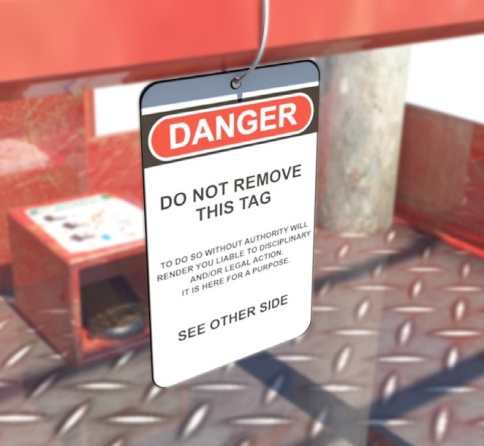 DANGER
DO NOT REMOVE
THIS TAG
TO DO SO WITHOUT AUTHORITY WILL
RENDER YOU LIABLE TO DISCIPLINARY
AND/OR LEGAL ACTION.
IT IS HERE FOR A PURPOSE.
SEE OTHER SIDE